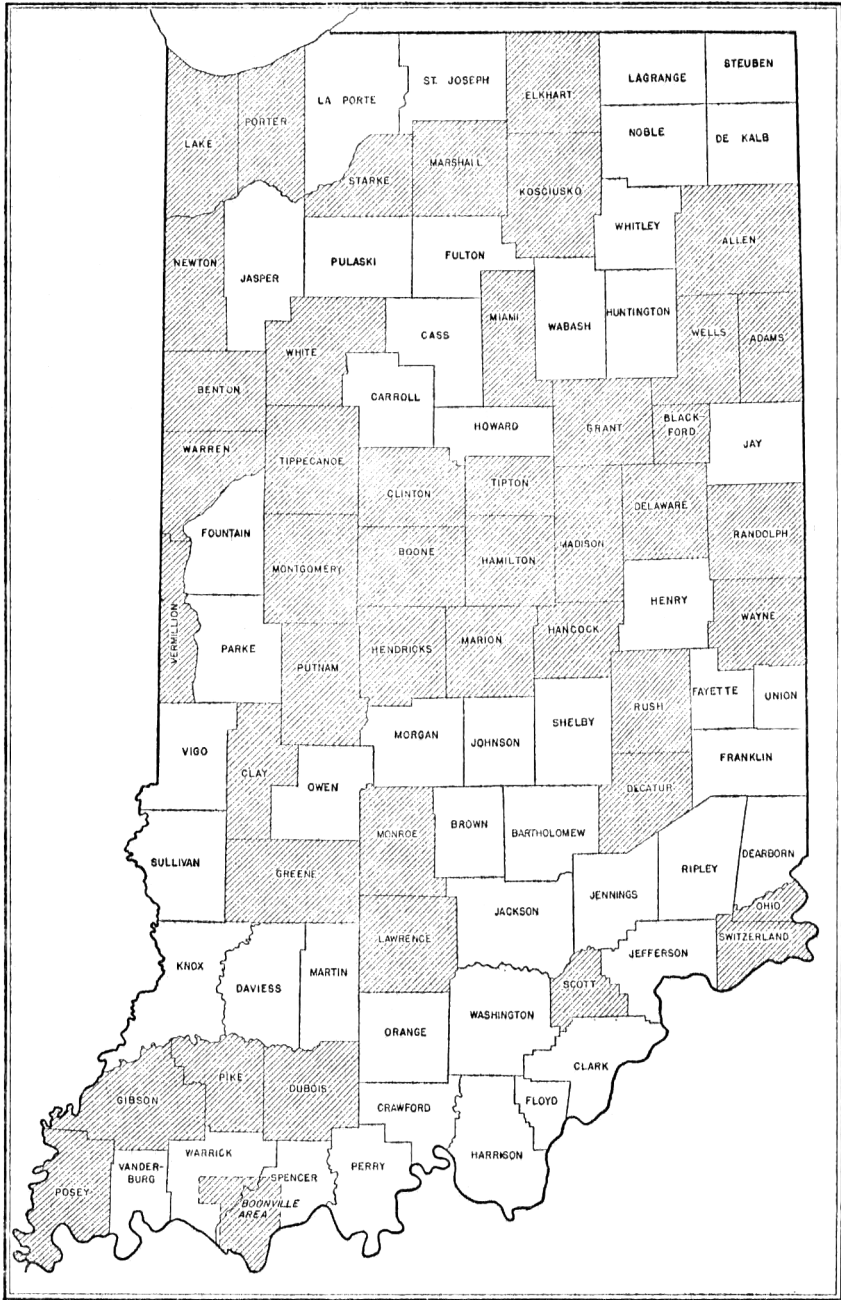 ST. JOSEPH
LA PORTE
ELKHART
LAGRANGE
STEUBEN
LAKE
PORTER
NOBLE
DE KALB
STARKE
MARSHALL
KOSCIUSKO
WHITLEY
ALLEN
NEWTON
JASPER
PULASKI
FULTON
MIAMI
WABASH
HUNTINGTON
WHITE
CASS
WELLS
ADAMS
BENTON
CARROLL
HOWARD
GRANT
BLACK
FORD
JAY
WARREN
TIPPECANOE
CLINTON
TIPTON
DELAWARE
RANDOLPH
FOUNTAIN
MONTGOMERY
BOONE
HAMILTON
MADISON
HENRY
WAYNE
VERMILLION
PARKE
PUTNAM
HENDRICKS
MARION
HANCOCK
RUSH
FAYETTE
UNION
VIGO
CLAY
OWEN
MORGAN
JOHNSON
SHELBY
FRANKLIN
DECATUR
SULLIVAN
GREENE
MONROE
BROWN
BARTHOLOMEW
JENNINGS
RIPLEY
DEARBORN
OHIO
SWITZERLAND
KNOX
DAVIESS
MARTIN
LAWRENCE
JACKSON
SCOTT
JEFFERSON
ORANGE
WASHINGTON
CLARK
GIBSON
PIKE
DUBOIS
CRAWFORD
FLOYD
HARRISON
POSEY
VANDER-
BURG
WARRICK
SPENCER
PERRY
BOONVILLE
AREA